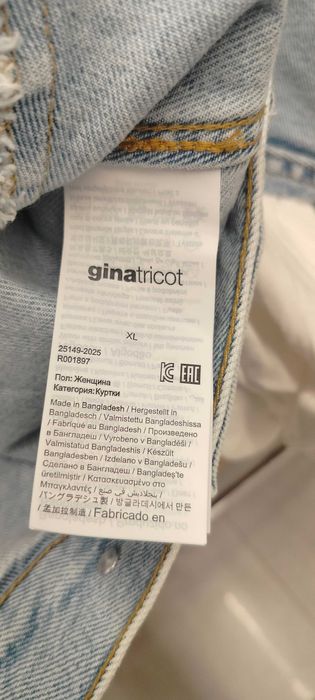 ginatricot
XL
25149-2025
R001897
Пол: Женщина
Категория:Куртки
Made in Bangladesh / Hergestellt in
Bangladesch / Valmistettu Bangladeshissa
/ Fabriqué au Bangladesh / Произведено
в Бангладеш / Vyrobeno v Bangladéši /
Valmistatud Bangladeshis / Készült
Bangladesben / Izdelano v Bangladešu /
Сделано в Бангладеш / Bangladeş'te
üretilmiştir / Κατασκευασμένο στο
Μπαγκλαντές / صنع في بنجلاديش /
バングラデシュ製 / 방글라데시에서 만든
/ 孟加拉制造 / Fabricado en